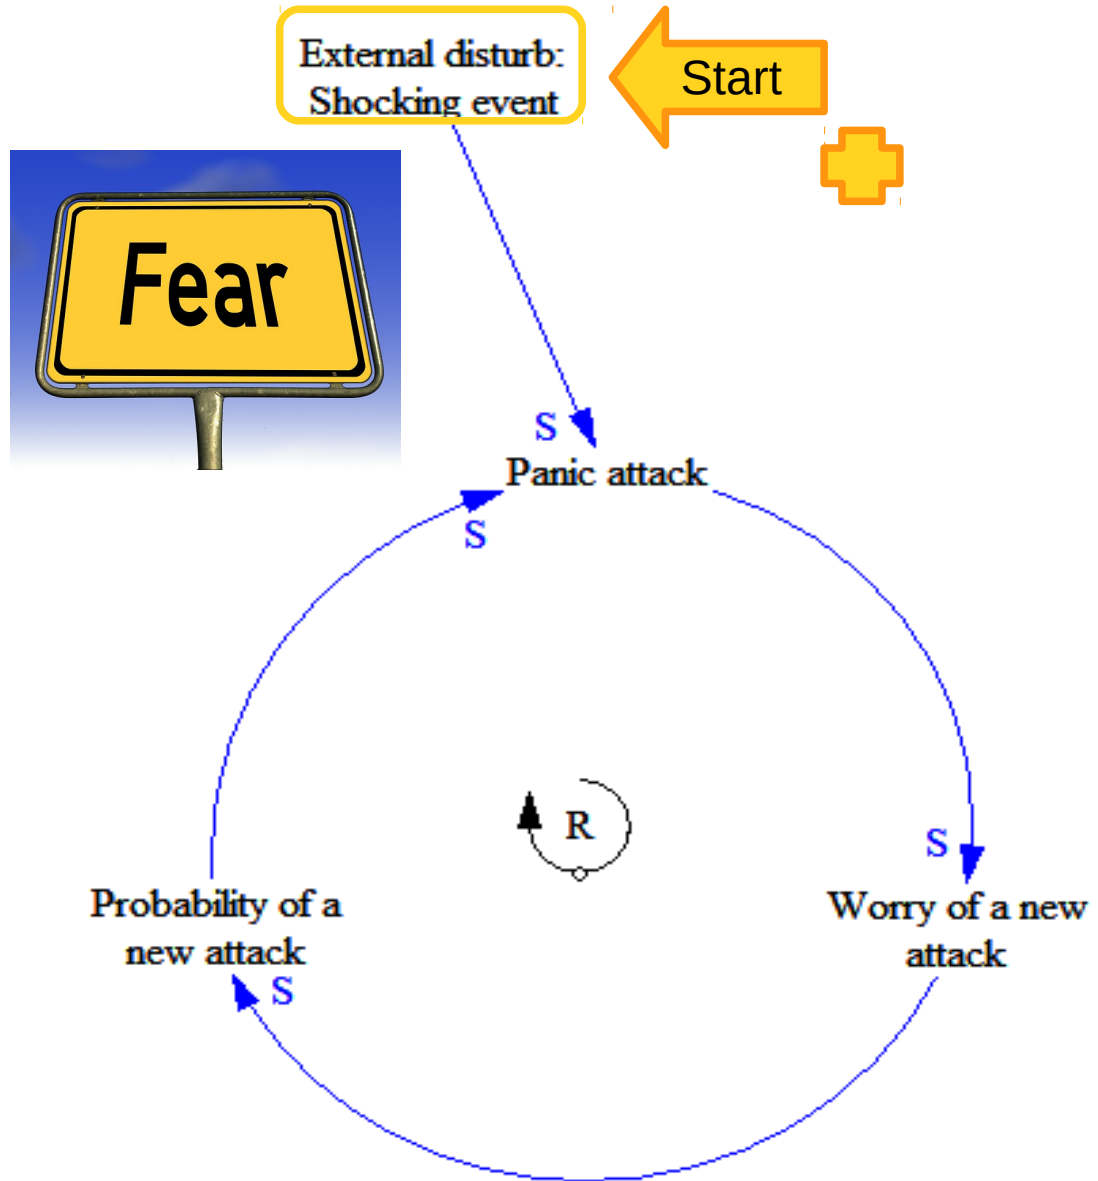 External disturb:
Shocking event
Start
Fear
S
Panic attack
S
R
S
Probability of a
new attack
Worry of a new
attack
S